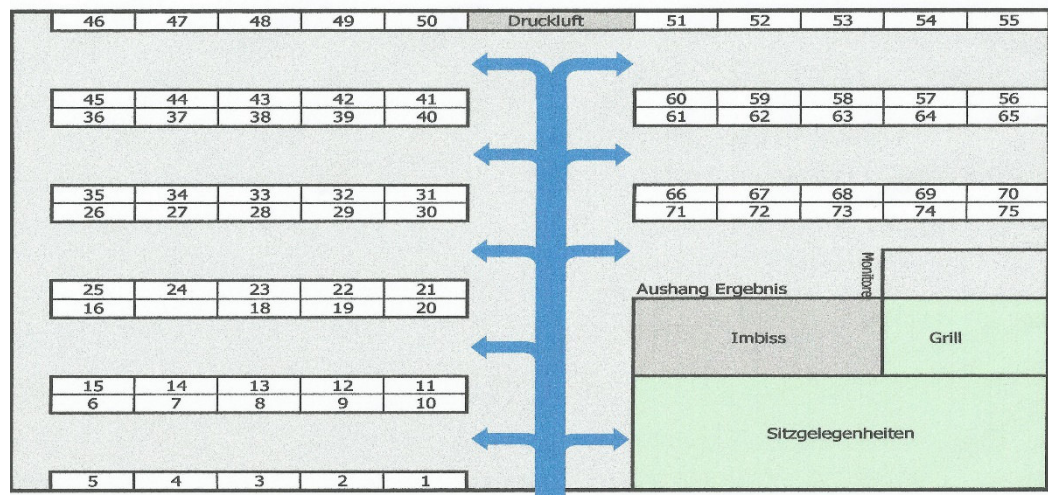 46 47 48 49 50 Druckluft 51 52 53 54 55
45 44 43 42 41 60 59 58 57 56
36 37 38 39 40 61 62 63 64 65
35 34 33 32 31 66 67 68 69 70
26 27 28 29 30 71 72 73 74 75
Monitore
25 24 23 22 21 Aushang Ergebnis
16 18 19 20
Imbiss Grill
15 14 13 12 11
6 7 8 9 10
Sitzgelegenheiten
5 4 3 2 1